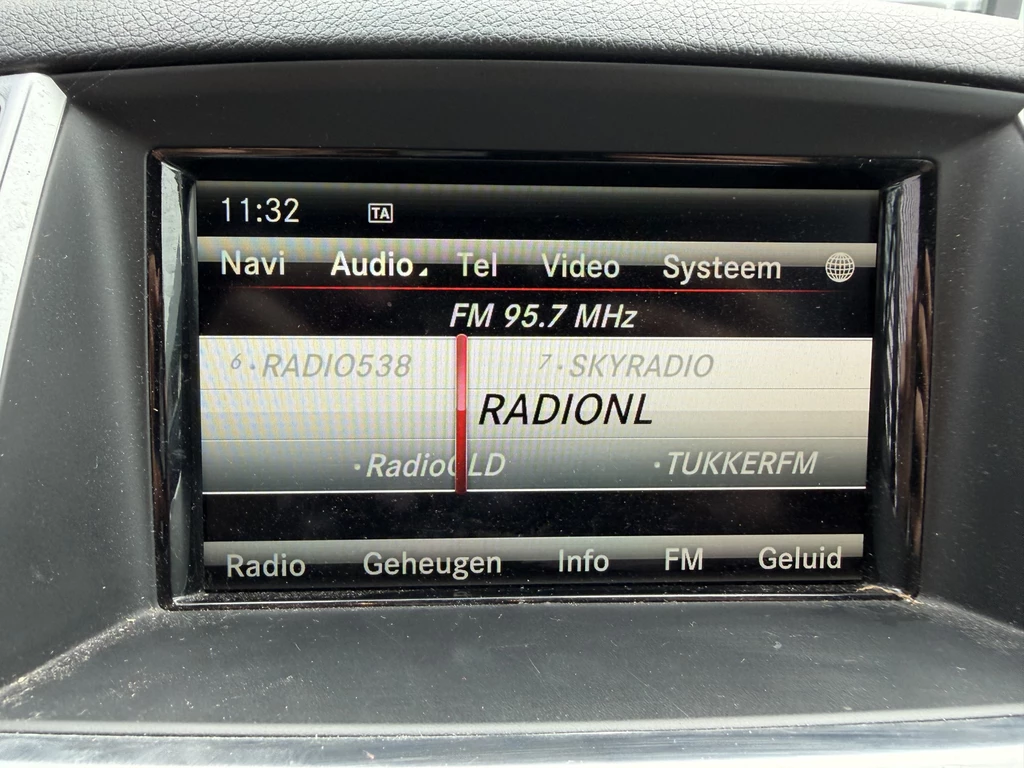 11:32 TA
Navi Audio Tel Video Systeem
FM 95.7 MHz
6·RADIO538 7·SKYRADIO
RADIONL
·RadioOLD ·TUKKERFM
Radio Geheugen Info FM Geluid